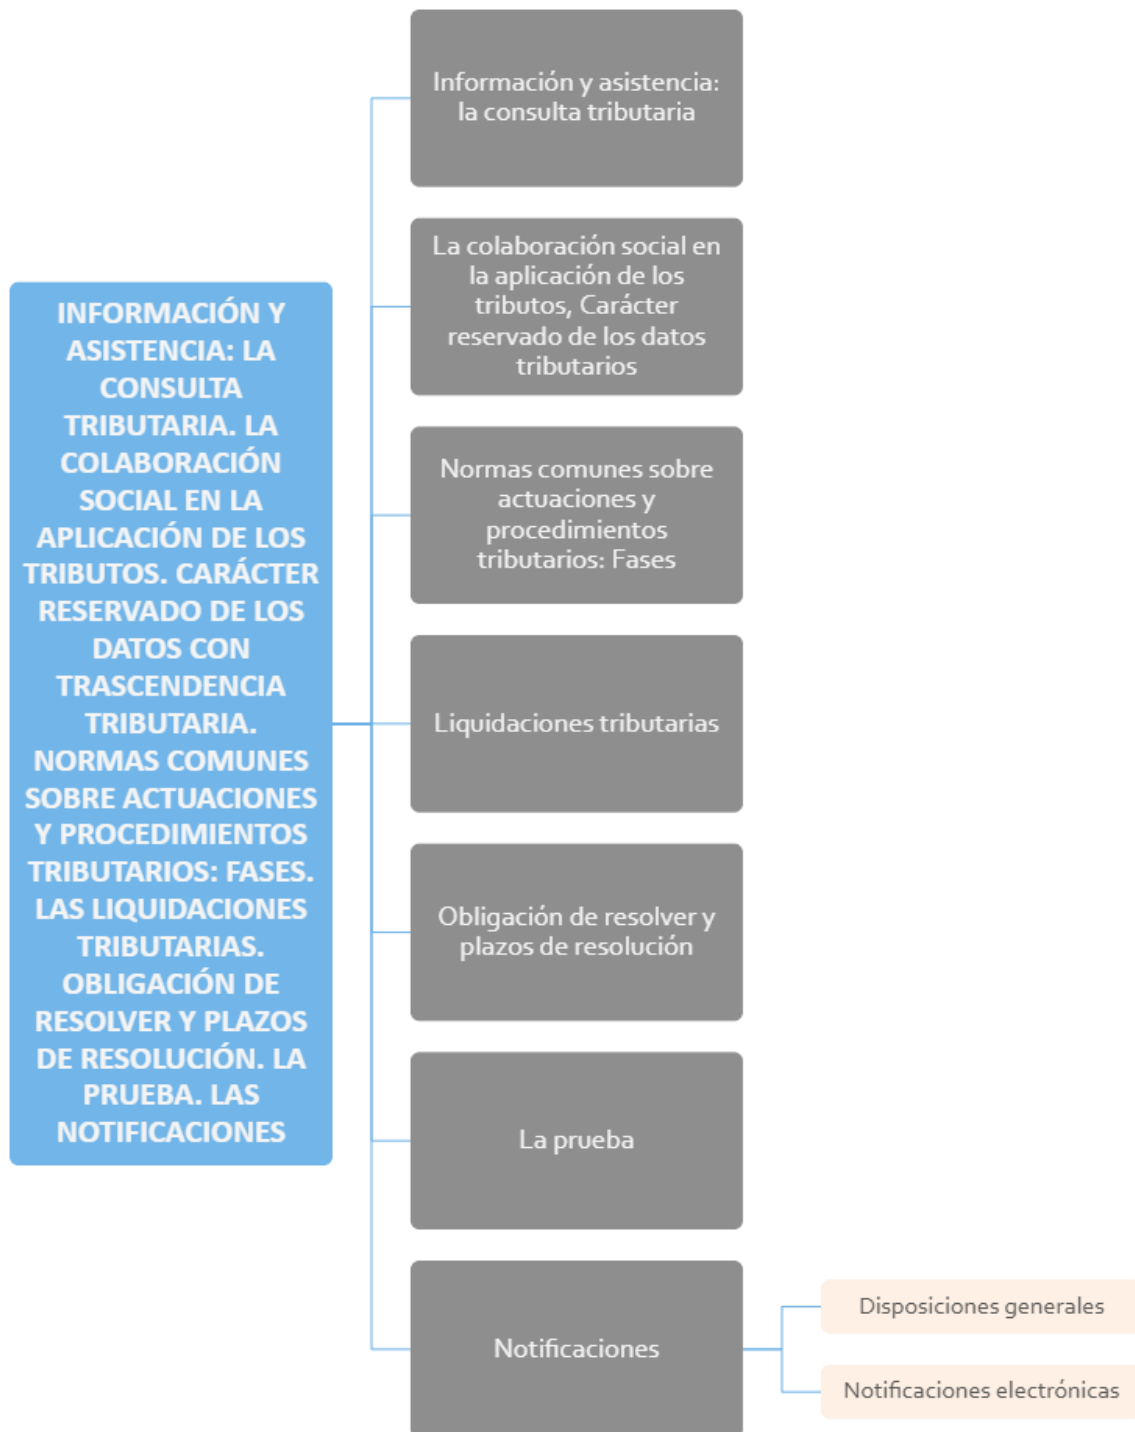 INFORMACIÓN Y
ASISTENCIA: LA
CONSULTA
TRIBUTARIA. LA
COLABORACIÓN
SOCIAL EN LA
APLICACIÓN DE LOS
TRIBUTOS. CARÁCTER
RESERVADO DE LOS
DATOS CON
TRASCENDENCIA
TRIBUTARIA.
NORMAS COMUNES
SOBRE ACTUACIONES
Y PROCEDIMIENTOS
TRIBUTARIOS: FASES.
LAS LIQUIDACIONES
TRIBUTARIAS.
OBLIGACIÓN DE
RESOLVER Y PLAZOS
DE RESOLUCIÓN. LA
PRUEBA. LAS
NOTIFICACIONES
Información y asistencia:
la consulta tributaria
La colaboración social en
la aplicación de los
tributos, Carácter
reservado de los datos
tributarios
Normas comunes sobre
actuaciones y
procedimientos
tributarios: Fases
Liquidaciones tributarias
Obligación de resolver y
plazos de resolución
La prueba
Notificaciones
Disposiciones generales
Notificaciones electrónicas